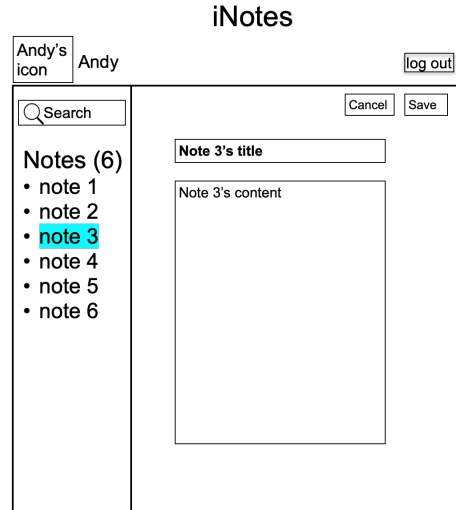 iNotes
Andy's
icon
Andy
log out
Search
Cancel
Save
Notes (6)
• note 1
• note 2
• note 3
• note 4
• note 5
• note 6
Note 3's title
Note 3's content